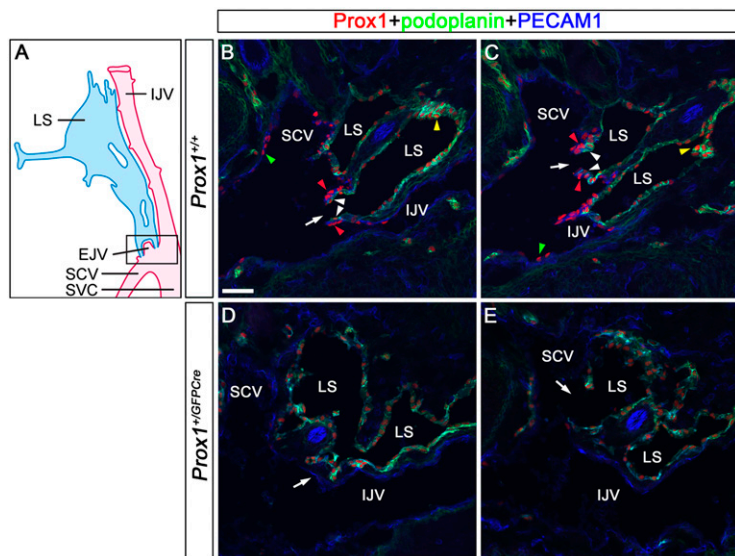 Prox1+podoplanin+PECAM1
A
LS
IJV
EJV
SCV
SVC
Prox1+/+
B
SCV
LS
LS
IJV
C
SCV
LS
LS
IJV
Prox1+/GFPCre
D
SCV
LS
LS
IJV
E
SCV
LS
LS
IJV